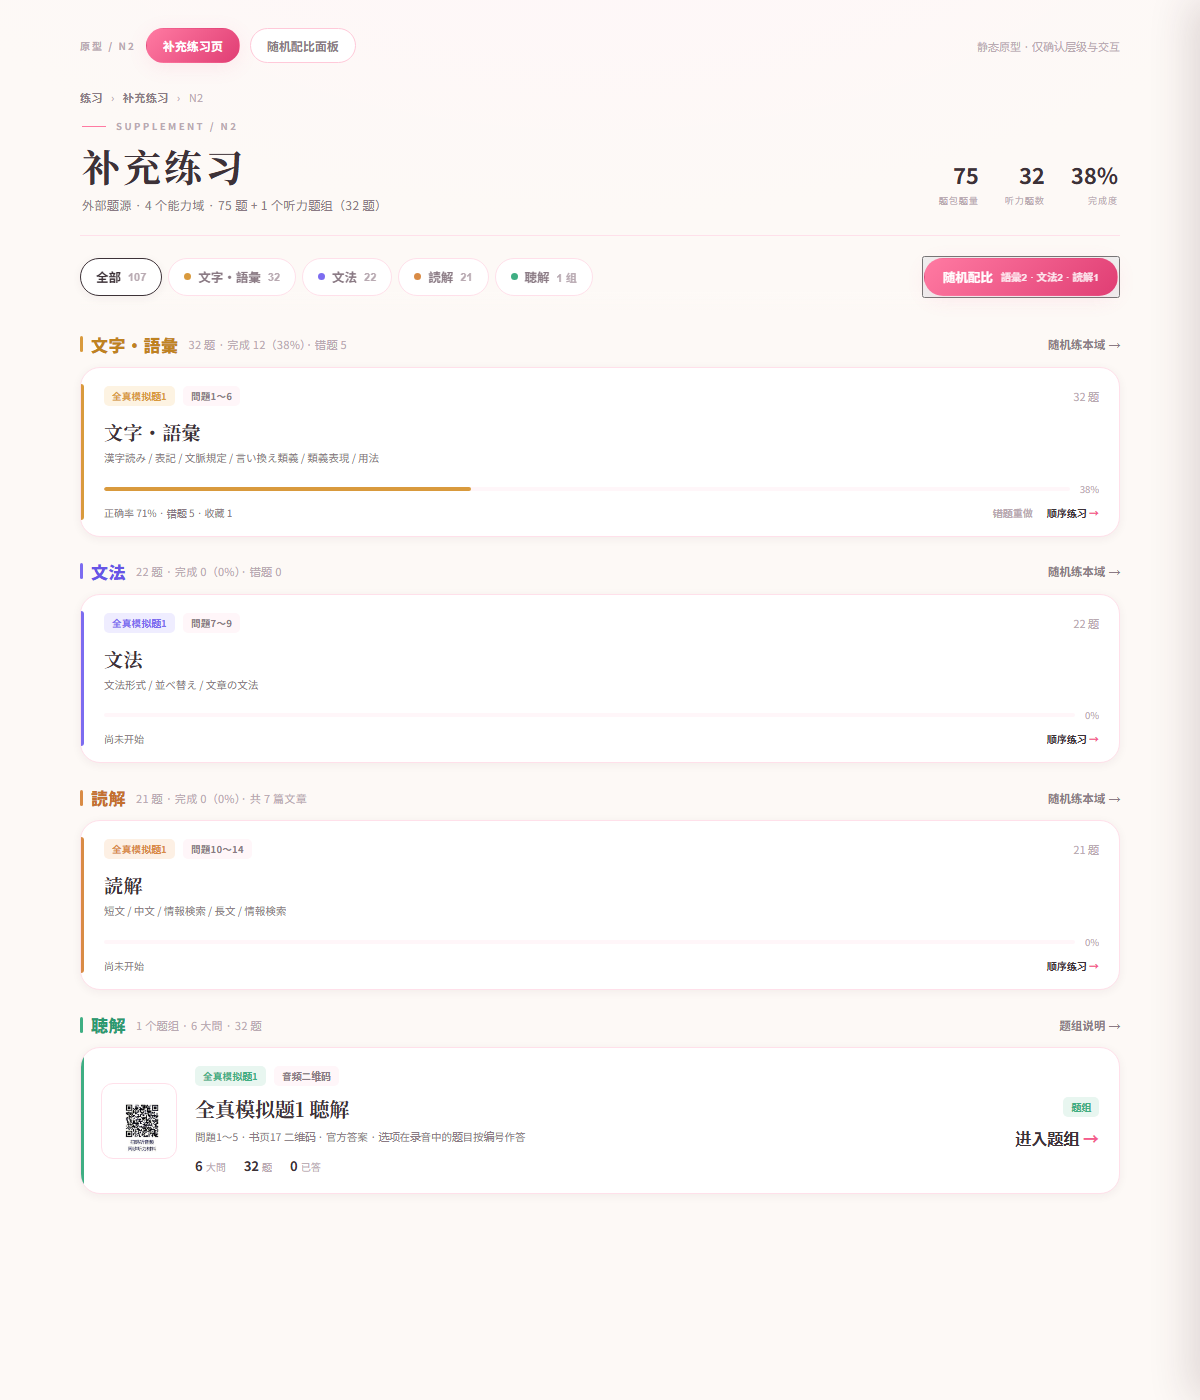 原型 / N2 补充练习页 随机配比面板 静态原型 · 仅确认层级与交互
练习 › 补充练习 › N2
SUPPLEMENT / N2
补充练习
外部题源 · 4 个能力域 · 75 题 + 1 个听力题组（32 题）
75 32 38%
题包题量 听力题数 完成度
全部 107 文字・語彙 32 文法 22 読解 21 聴解 1 组 随机配比 語彙2 · 文法2 · 読解1
文字・語彙 32 题 · 完成 12（38%）· 错题 5 随机练本域 →
全真模拟题1 問題1～6 32 题
文字・語彙
漢字読み / 表記 / 文脈規定 / 言い換え類義 / 類義表現 / 用法
38%
正确率 71% · 错题 5 · 收藏 1 错题重做 顺序练习 →
文法 22 题 · 完成 0（0%）· 错题 0 随机练本域 →
全真模拟题1 問題7～9 22 题
文法
文法形式 / 並べ替え / 文章の文法
0%
尚未开始 顺序练习 →
読解 21 题 · 完成 0（0%）· 共 7 篇文章 随机练本域 →
全真模拟题1 問題10～14 21 题
読解
短文 / 中文 / 情報検索 / 長文 / 情報検索
0%
尚未开始 顺序练习 →
聴解 1 个题组 · 6 大問 · 32 题 题组说明 →
全真模拟题1 音频二维码
全真模拟题1 聴解
問題1～5 · 书页17 二维码 · 官方答案 · 选项在录音中的题目按编号作答
6 大問 32 题 0 已答
题组
进入题组 →